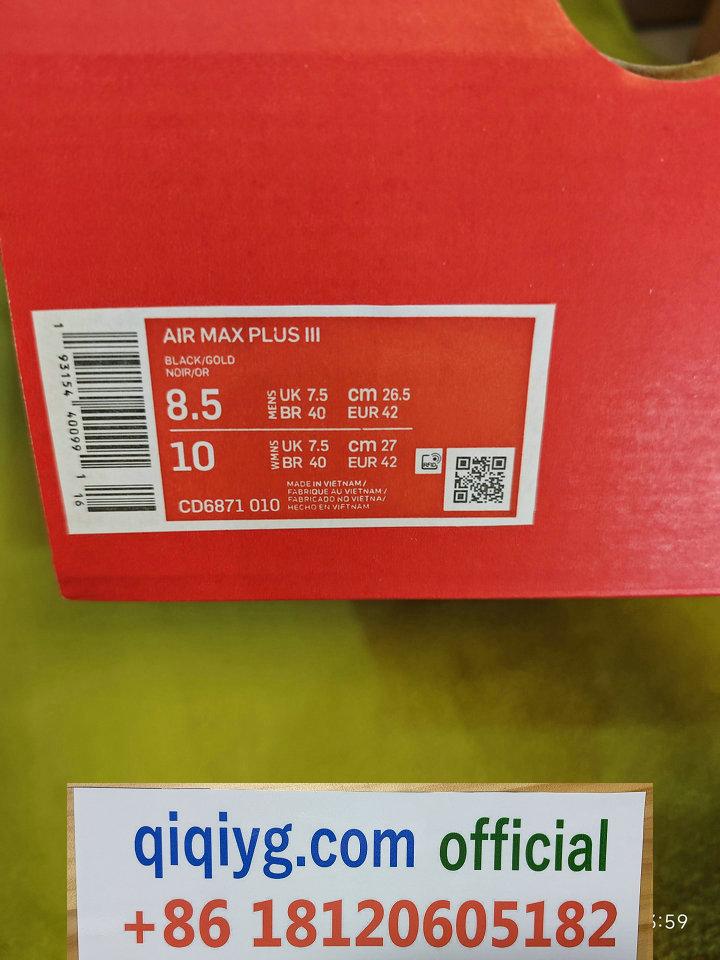 AIR MAX PLUS III
BLACK/GOLD
NOIR/OR
8.5 MENS UK 7.5 cm 26.5
BR 40 EUR 42
10 WMNS UK 7.5 cm 27
BR 40 EUR 42
RFID
MADE IN VIETNAM/
FABRIQUE AU VIETNAM/
FABRICADO NO VIETNA/
HECHO EN VIETNAM
CD6871 010
1 93154 40099 1 16
qiqiyg.com official
+86 18120605182
:59